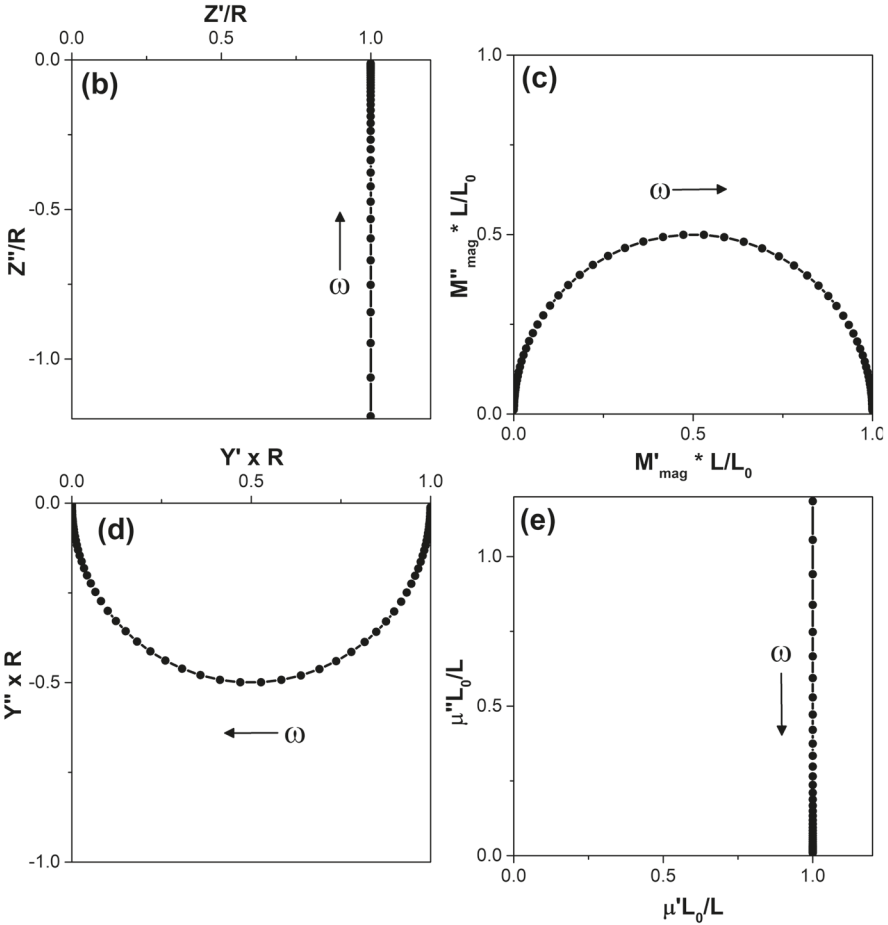 Z'/R
0.0 0.5 1.0
(b)
0.0
-0.5
-1.0
Z''/R
ω
(c)
1.0
0.5
0.0
M''mag * L/L0
ω
0.0 0.5 1.0
M'mag * L/L0
Y' x R
0.0 0.5 1.0
(d)
0.0
-0.5
-1.0
Y'' x R
ω
(e)
1.0
0.5
0.0
μ''L0/L
ω
0.0 0.5 1.0
μ'L0/L